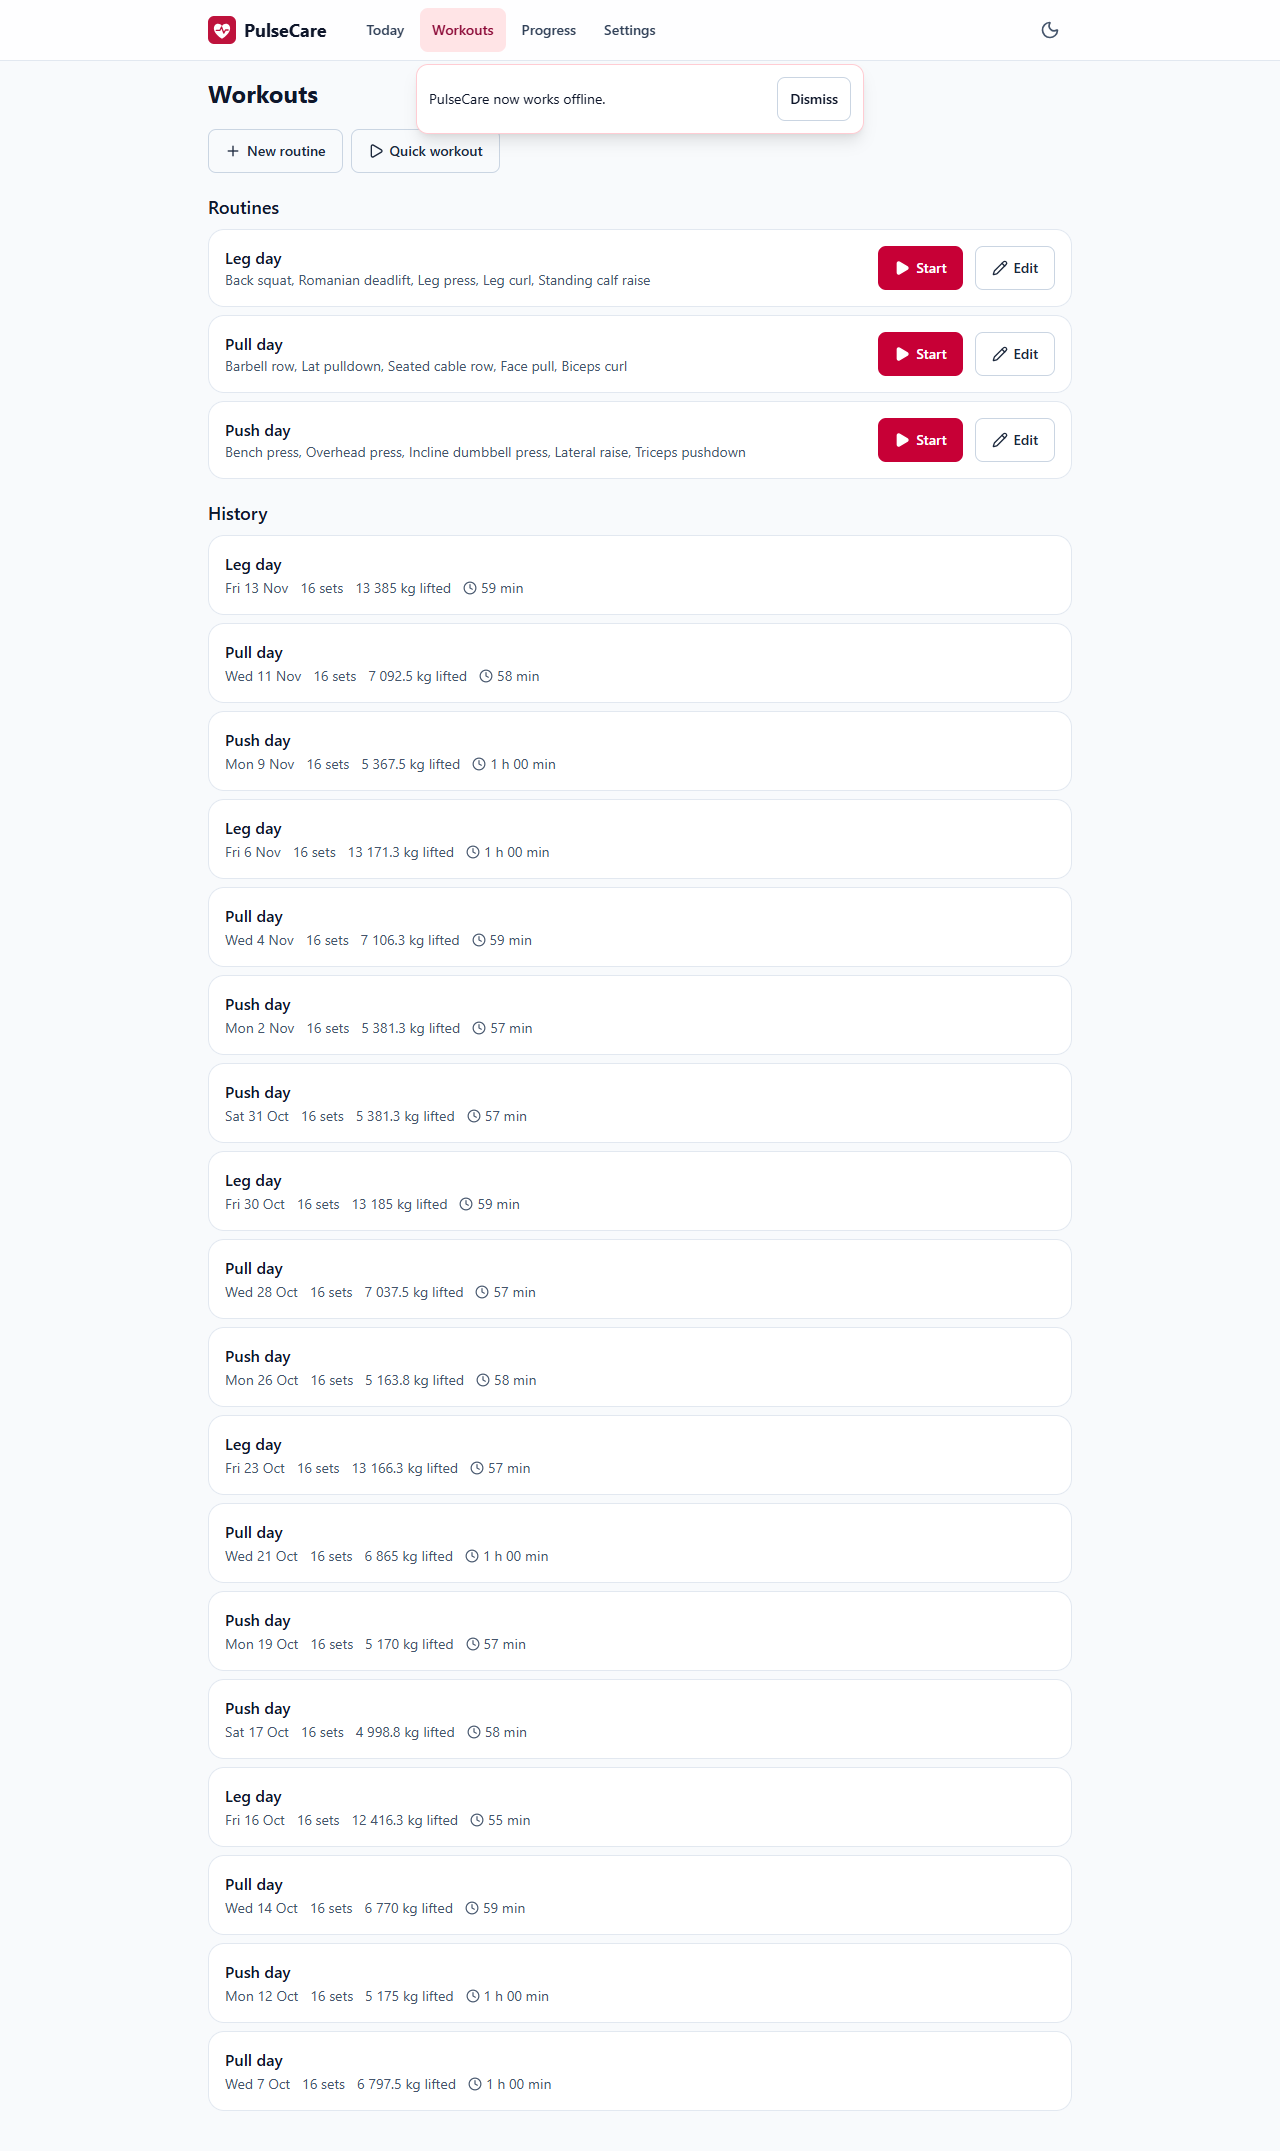 PulseCare
Today
Workouts
Progress
Settings
Workouts
PulseCare now works offline.
Dismiss
New routine
Quick workout
Routines
Leg day
Back squat, Romanian deadlift, Leg press, Leg curl, Standing calf raise
Start
Edit
Pull day
Barbell row, Lat pulldown, Seated cable row, Face pull, Biceps curl
Start
Edit
Push day
Bench press, Overhead press, Incline dumbbell press, Lateral raise, Triceps pushdown
Start
Edit
History
Leg day
Fri 13 Nov 16 sets 13 385 kg lifted 59 min
Pull day
Wed 11 Nov 16 sets 7 092.5 kg lifted 58 min
Push day
Mon 9 Nov 16 sets 5 367.5 kg lifted 1 h 00 min
Leg day
Fri 6 Nov 16 sets 13 171.3 kg lifted 1 h 00 min
Pull day
Wed 4 Nov 16 sets 7 106.3 kg lifted 59 min
Push day
Mon 2 Nov 16 sets 5 381.3 kg lifted 57 min
Push day
Sat 31 Oct 16 sets 5 381.3 kg lifted 57 min
Leg day
Fri 30 Oct 16 sets 13 185 kg lifted 59 min
Pull day
Wed 28 Oct 16 sets 7 037.5 kg lifted 57 min
Push day
Mon 26 Oct 16 sets 5 163.8 kg lifted 58 min
Leg day
Fri 23 Oct 16 sets 13 166.3 kg lifted 57 min
Pull day
Wed 21 Oct 16 sets 6 865 kg lifted 1 h 00 min
Push day
Mon 19 Oct 16 sets 5 170 kg lifted 57 min
Push day
Sat 17 Oct 16 sets 4 998.8 kg lifted 58 min
Leg day
Fri 16 Oct 16 sets 12 416.3 kg lifted 55 min
Pull day
Wed 14 Oct 16 sets 6 770 kg lifted 59 min
Push day
Mon 12 Oct 16 sets 5 175 kg lifted 1 h 00 min
Pull day
Wed 7 Oct 16 sets 6 797.5 kg lifted 1 h 00 min